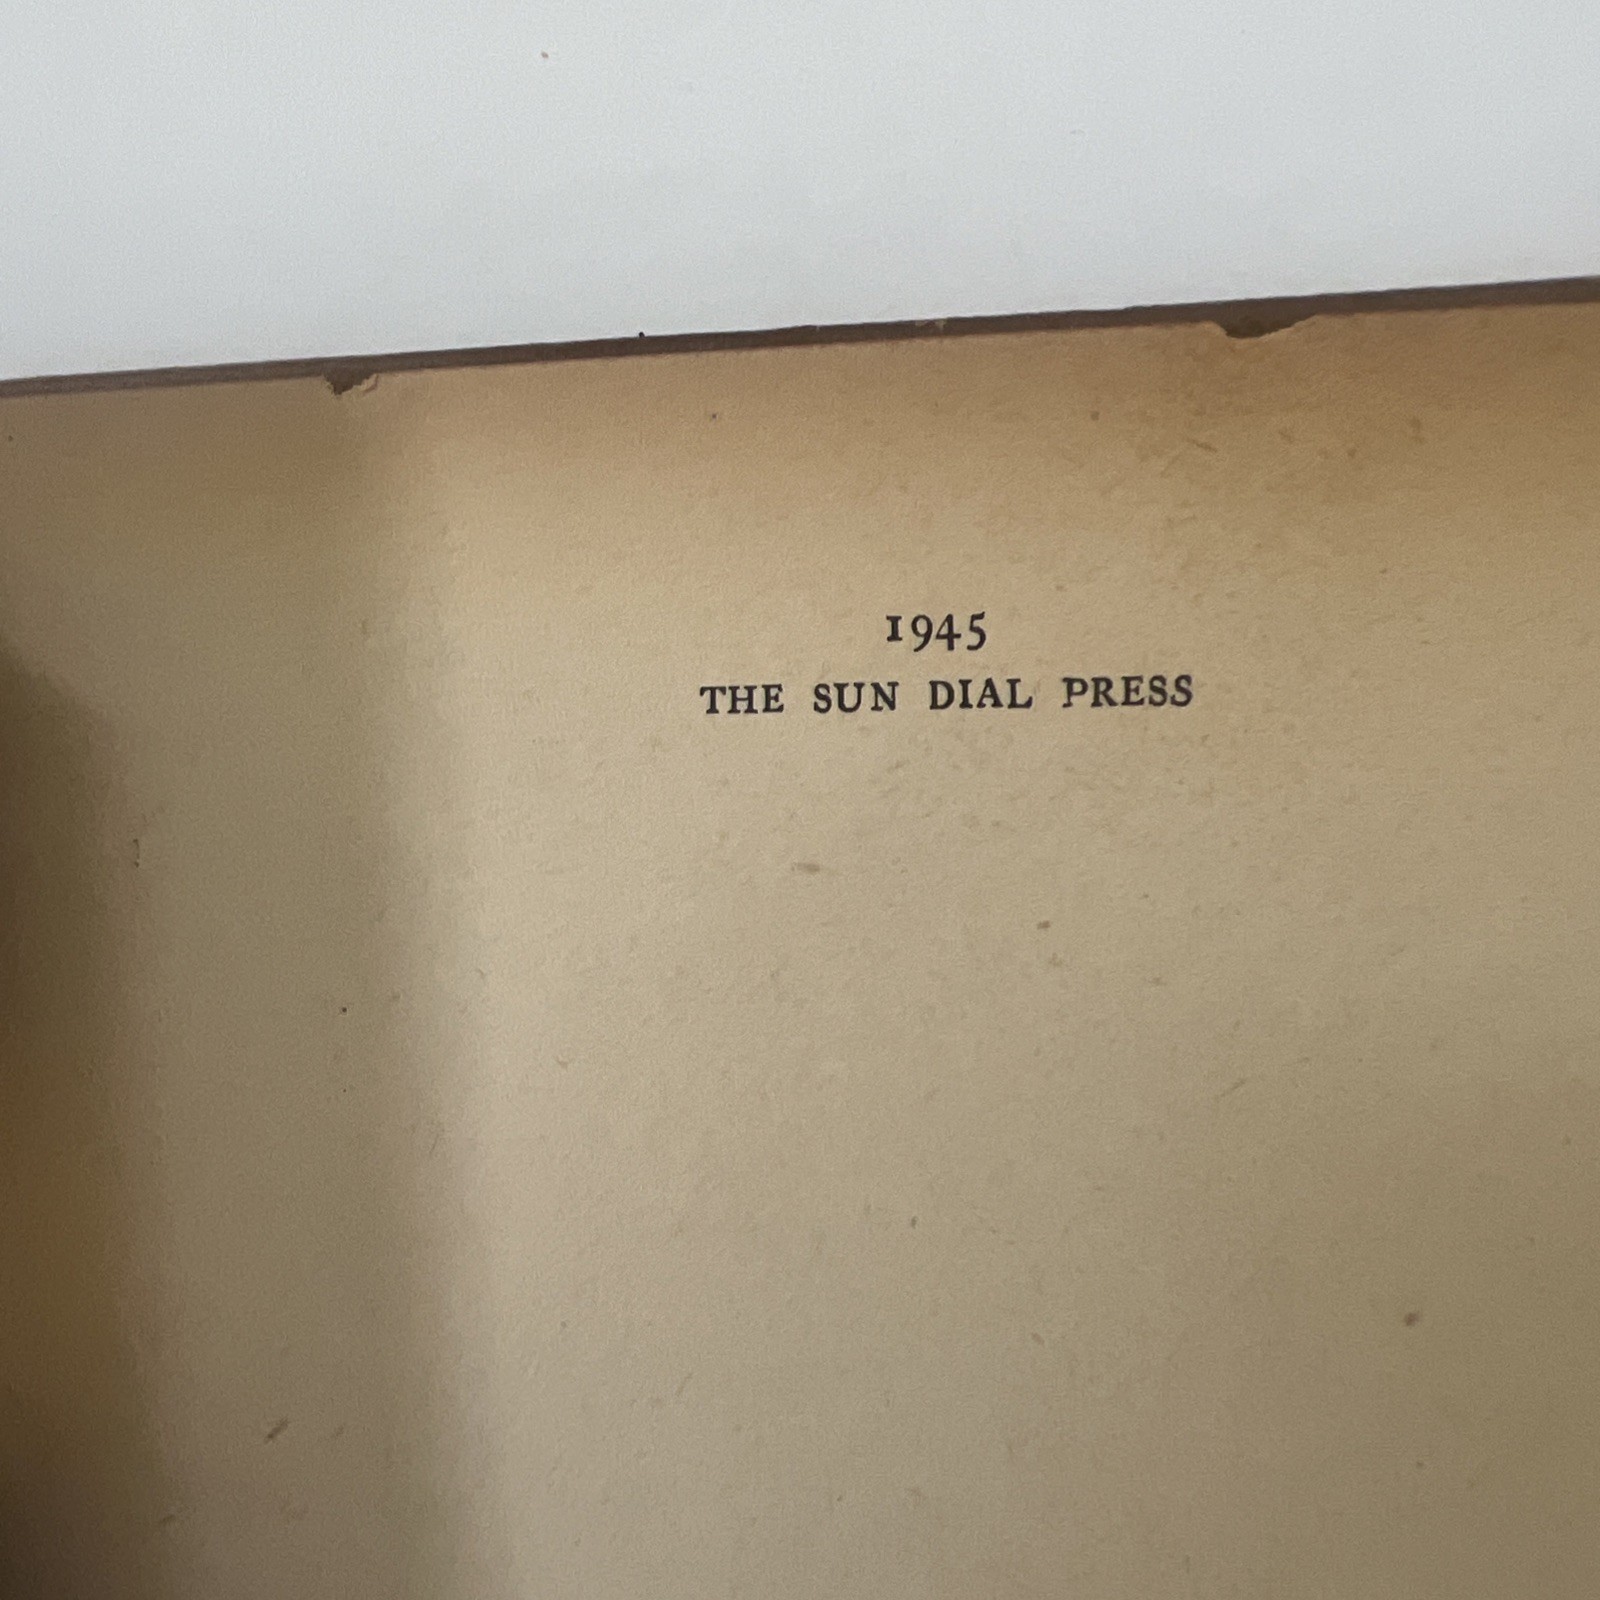 1945
THE SUN DIAL PRESS